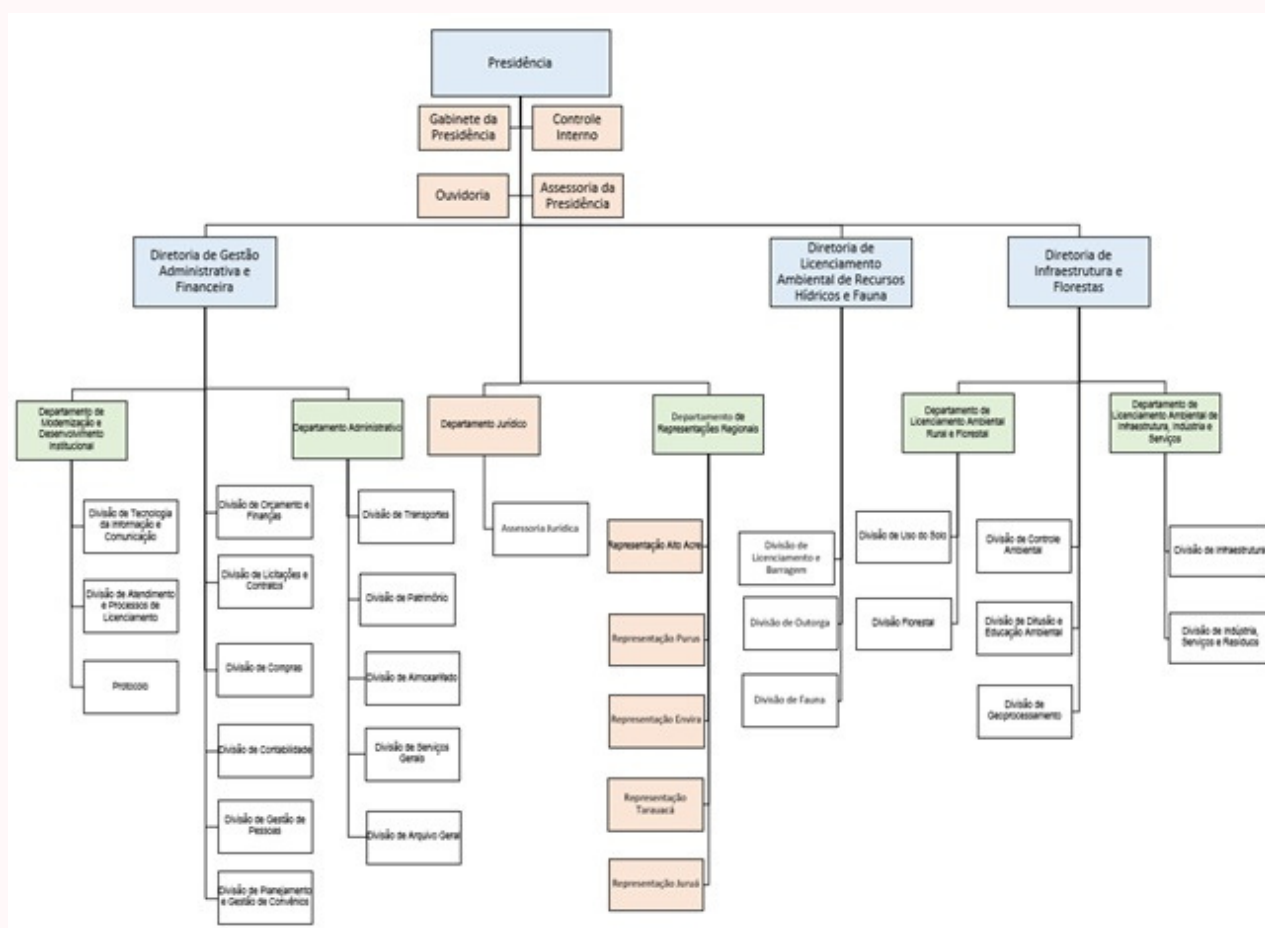 Presidência
Gabinete da
Presidência
Controle
Interno
Ouvidoria
Assessoria da
Presidência
Diretoria de Gestão
Administrativa e
Financeira
Diretoria de
Licenciamento
Ambiental de Recursos
Hídricos e Fauna
Diretoria de
Infraestrutura e
Florestas
Departamento de
Modernização e
Desenvolvimento
Institucional
Departamento Administrativo
Departamento Jurídico
Departamento de
Representações Regionais
Departamento de
Licenciamento Ambiental
Rural e Florestal
Departamento de
Licenciamento Ambiental de
Infraestrutura, Indústria e
Serviços
Divisão de Tecnologia
da Informação e
Comunicação
Divisão de Atendimento
e Processos de
Licenciamento
Protocolo
Divisão de Orçamento e
Finanças
Divisão de Licitações e
Contratos
Divisão de Compras
Divisão de Contabilidade
Divisão de Gestão de
Pessoas
Divisão de Planejamento
e Gestão de Convênios
Divisão de Transportes
Divisão de Patrimônio
Divisão de Almoxarifado
Divisão de Serviços
Gerais
Divisão de Arquivo Geral
Assessoria Jurídica
Representação Alto Acre
Representação Purus
Representação Envira
Representação
Tarauacá
Representação Juruá
Divisão de
Licenciamento e
Barragem
Divisão de Outorga
Divisão de Fauna
Divisão de Uso do Solo
Divisão Florestal
Divisão de Controle
Ambiental
Divisão de Difusão e
Educação Ambiental
Divisão de
Geoprocessamento
Divisão de Infraestrutura
Divisão de Indústria,
Serviços e Resíduos